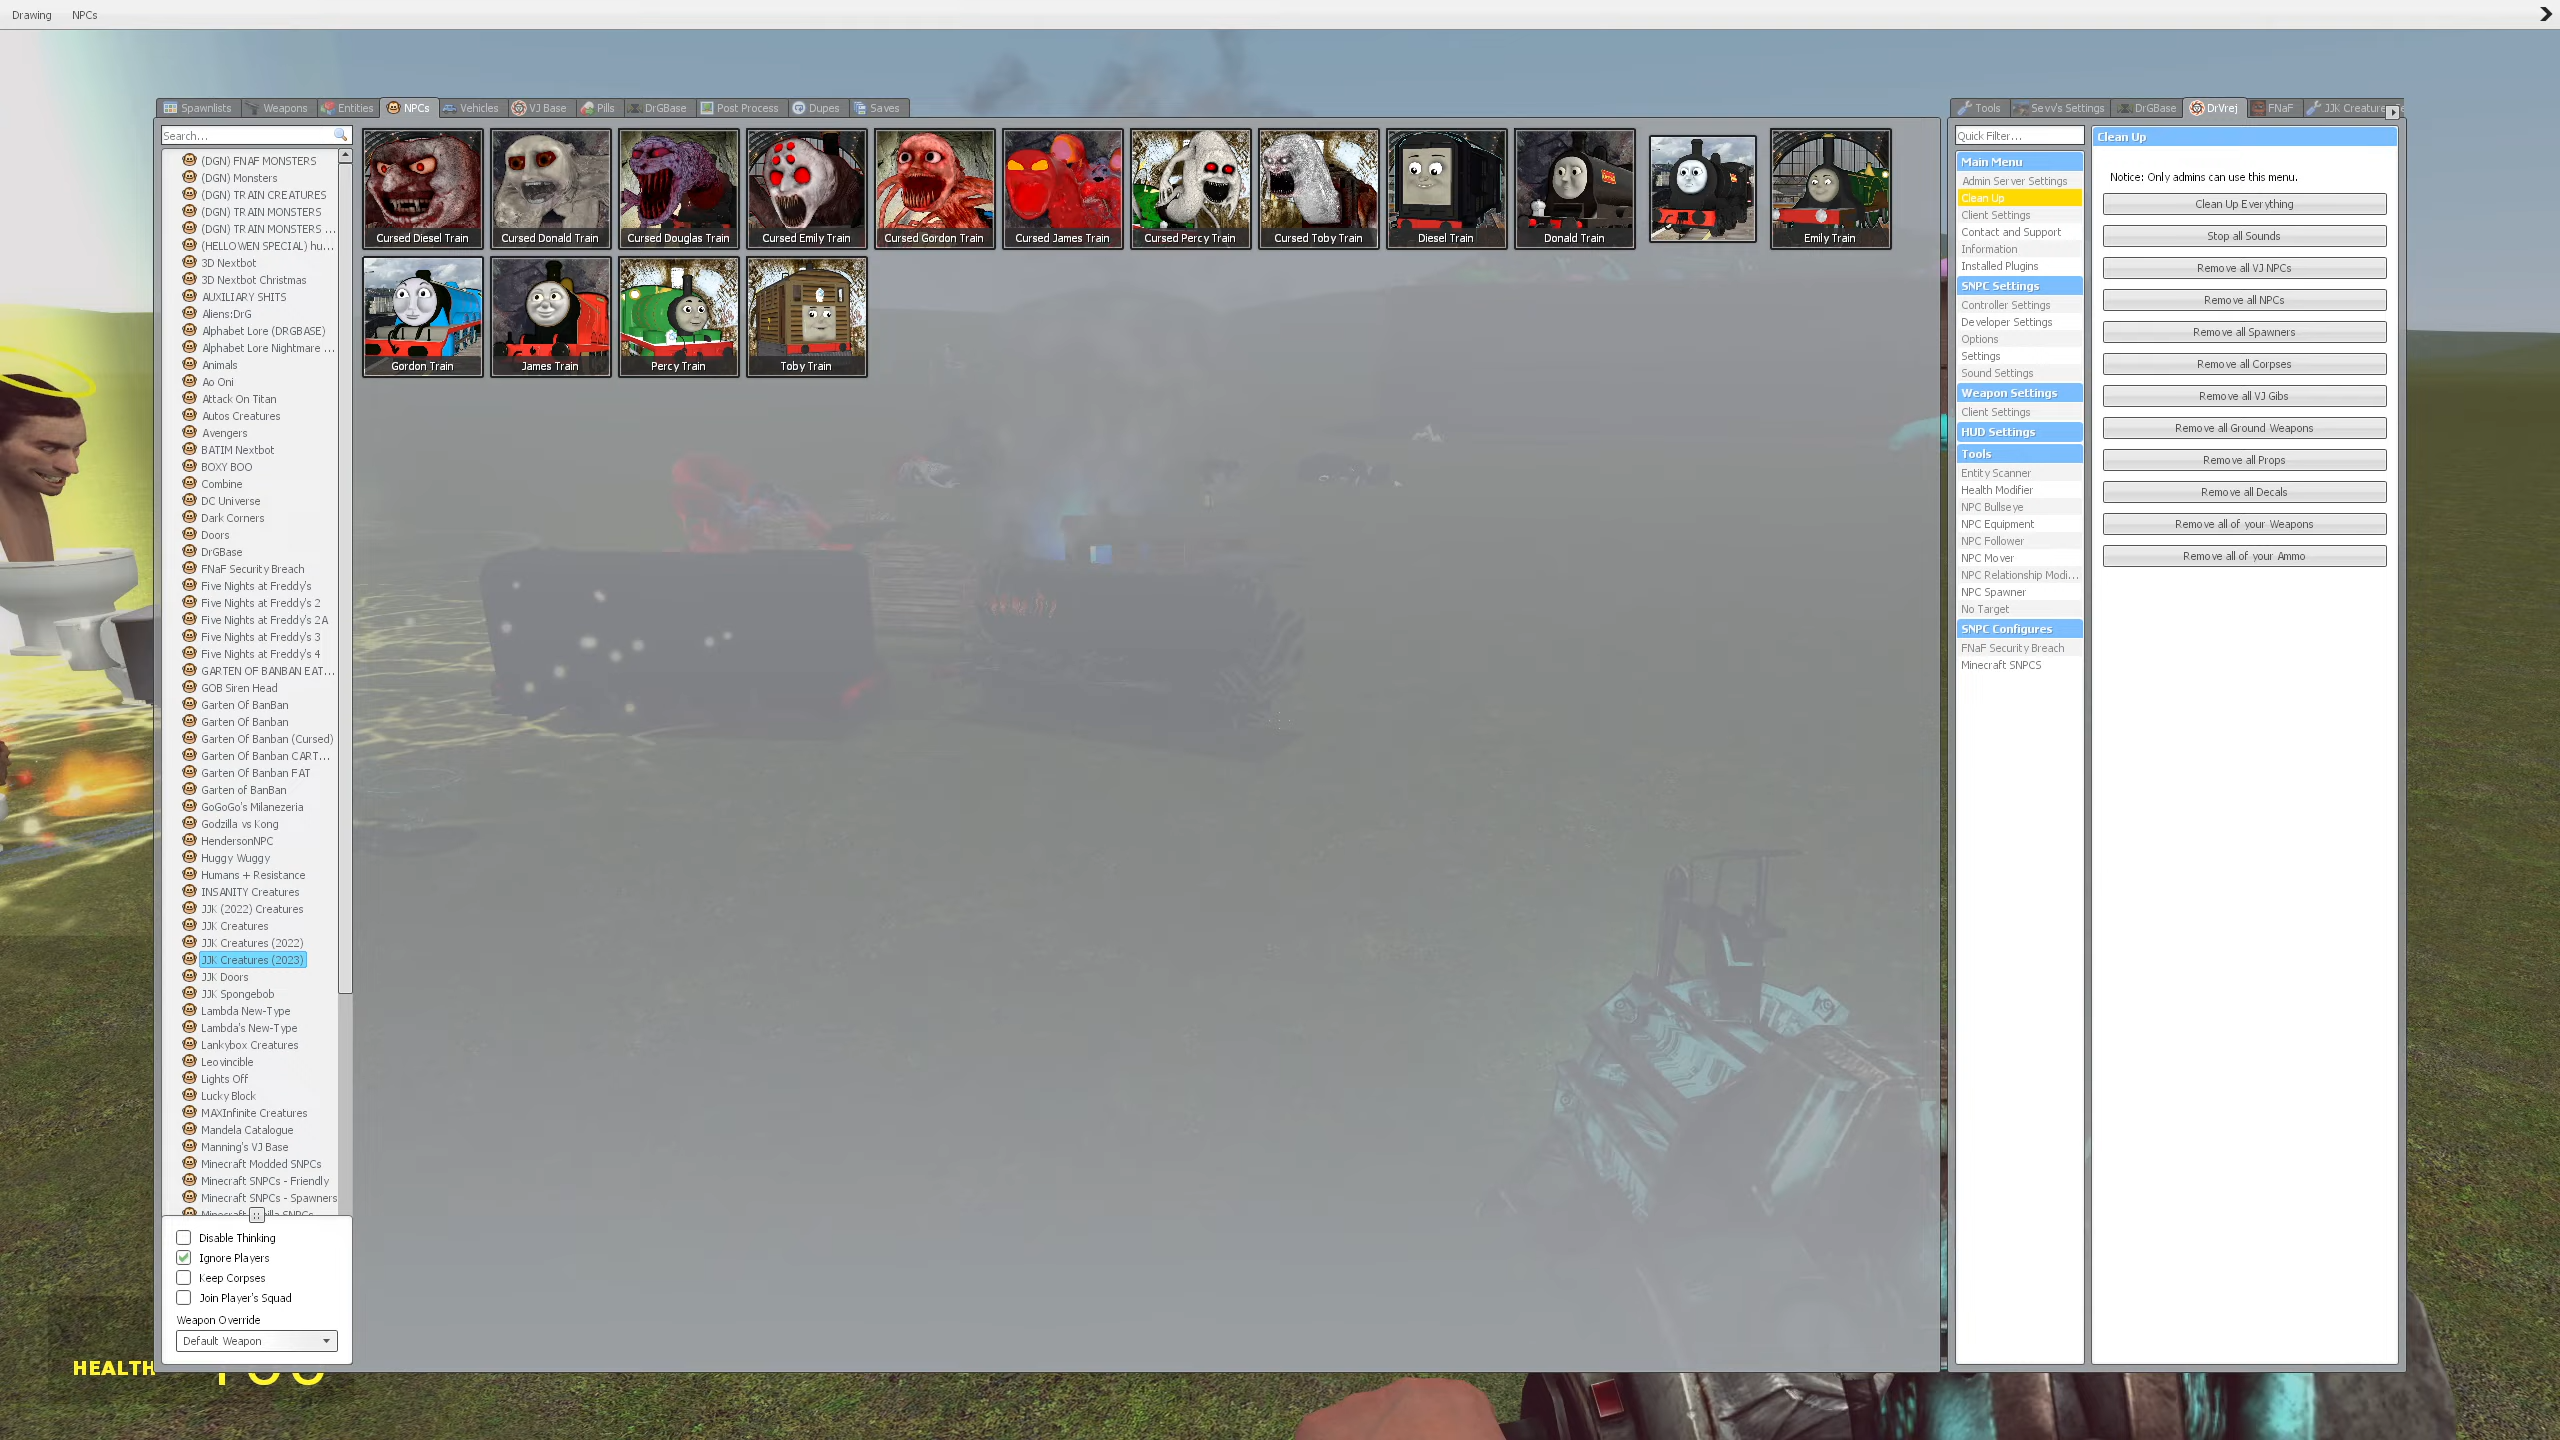 Drawing NPCs
Spawnlists Weapons Entities NPCs Vehicles VJ Base Pills DrGBase Post Process Dupes Saves
Search...
(DGN) FNAF MONSTERS
(DGN) Monsters
(DGN) TRAIN CREATURES
(DGN) TRAIN MONSTERS
(DGN) TRAIN MONSTERS ...
(HELLOWEN SPECIAL) hu...
3D Nextbot
3D Nextbot Christmas
AUXILIARY SHITS
Aliens:DrG
Alphabet Lore (DRGBASE)
Alphabet Lore Nightmare ...
Animals
Ao Oni
Attack On Titan
Autos Creatures
Avengers
BATIM Nextbot
BOXY BOO
Combine
DC Universe
Dark Corners
Doors
DrGBase
FNaF Security Breach
Five Nights at Freddy's
Five Nights at Freddy's 2
Five Nights at Freddy's 2A
Five Nights at Freddy's 3
Five Nights at Freddy's 4
GARTEN OF BANBAN EAT...
GOB Siren Head
Garten Of BanBan
Garten Of Banban
Garten Of Banban (Cursed)
Garten Of Banban CART...
Garten Of Banban FAT
Garten of BanBan
GoGoGo's Milanezeria
Godzilla vs Kong
HendersonNPC
Huggy Wuggy
Humans + Resistance
INSANITY Creatures
JJK (2022) Creatures
JJK Creatures
JJK Creatures (2022)
JJK Creatures (2023)
JJK Doors
JJK Spongebob
Lambda New-Type
Lambda's New-Type
Lankybox Creatures
Leovincible
Lights Off
Lucky Block
MAXInfinite Creatures
Mandela Catalogue
Manning's VJ Base
Minecraft Modded SNPCs
Minecraft SNPCs - Friendly
Minecraft SNPCs - Spawners
Disable Thinking
Ignore Players
Keep Corpses
Join Player's Squad
Weapon Override
Default Weapon
HEALTH
Cursed Diesel Train
Cursed Donald Train
Cursed Douglas Train
Cursed Emily Train
Cursed Gordon Train
Cursed James Train
Cursed Percy Train
Cursed Toby Train
Diesel Train
Donald Train
Emily Train
Gordon Train
James Train
Percy Train
Toby Train
Tools Sevv's Settings DrGBase DrVrej FNaF JJK Creature
Quick Filter...
Main Menu
Admin Server Settings
Clean Up
Client Settings
Contact and Support
Information
Installed Plugins
SNPC Settings
Controller Settings
Developer Settings
Options
Settings
Sound Settings
Weapon Settings
Client Settings
HUD Settings
Tools
Entity Scanner
Health Modifier
NPC Bullseye
NPC Equipment
NPC Follower
NPC Mover
NPC Relationship Modi...
NPC Spawner
No Target
SNPC Configures
FNaF Security Breach
Minecraft SNPCS
Clean Up
Notice: Only admins can use this menu.
Clean Up Everything
Stop all Sounds
Remove all VJ NPCs
Remove all NPCs
Remove all Spawners
Remove all Corpses
Remove all VJ Gibs
Remove all Ground Weapons
Remove all Props
Remove all Decals
Remove all of your Weapons
Remove all of your Ammo